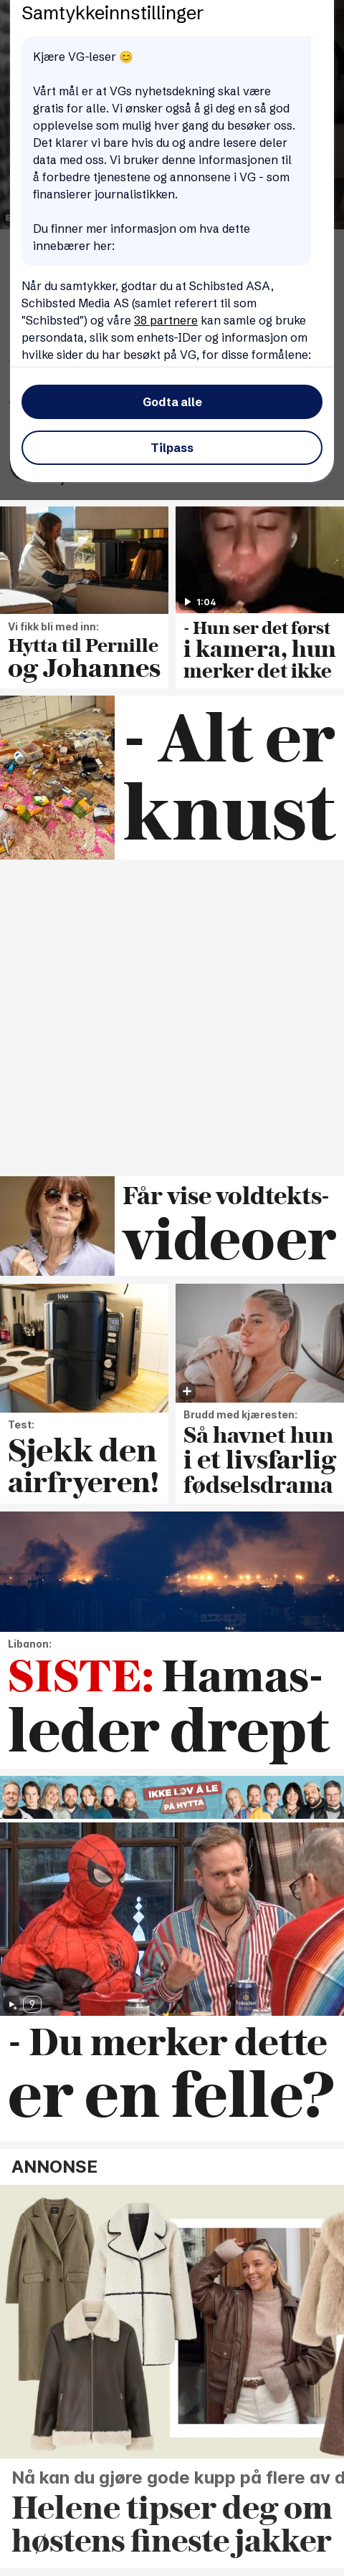 Samtykkeinnstillinger
Kjære VG-leser 😊
Vårt mål er at VGs nyhetsdekning skal være
gratis for alle. Vi ønsker også å gi deg en så god
opplevelse som mulig hver gang du besøker oss.
Det klarer vi bare hvis du og andre lesere deler
data med oss. Vi bruker denne informasjonen til
å forbedre tjenestene og annonsene i VG - som
finansierer journalistikken.
Du finner mer informasjon om hva dette
innebærer her:
Når du samtykker, godtar du at Schibsted ASA,
Schibsted Media AS (samlet referert til som
"Schibsted") og våre 38 partnere kan samle og bruke
persondata, slik som enhets-IDer og informasjon om
hvilke sider du har besøkt på VG, for disse formålene:
Godta alle
Tilpass
Vi fikk bli med inn:
Hytta til Pernille
og Johannes
1:04
- Hun ser det først
i kamera, hun
merker det ikke
- Alt er
knust
Får vise voldtekts-
videoer
NINJA
Test:
Sjekk den
airfryeren!
Brudd med kjæresten:
Så havnet hun
i et livsfarlig
fødselsdrama
Libanon:
SISTE: Hamas-
leder drept
IKKE LOV Å LE
PÅ HYTTA
9
- Du merker dette
er en felle?
ANNONSE
Nå kan du gjøre gode kupp på flere av d
Helene tipser deg om
høstens fineste jakker